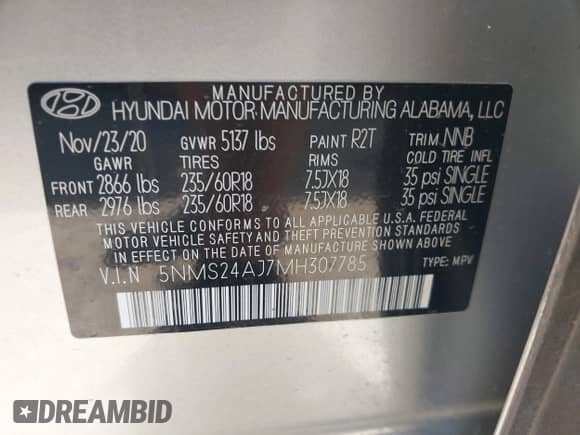 MANUFACTURED BY
HYUNDAI MOTOR MANUFACTURING ALABAMA, LLC
Nov/23/20 GVWR 5137 lbs PAINT R2T TRIM NNB
GAWR TIRES RIMS COLD TIRE INFL
FRONT 2866 lbs 235/60R18 7.5JX18 35 psi SINGLE
REAR 2976 lbs 235/60R18 7.5JX18 35 psi SINGLE
THIS VEHICLE CONFORMS TO ALL APPLICABLE U.S.A. FEDERAL
MOTOR VEHICLE SAFETY AND THEFT PREVENTION STANDARDS
IN EFFECT ON THE DATE OF MANUFACTURE SHOWN ABOVE.
V.I.N 5NMS24AJ7MH307785 TYPE: MPV
DREAMBID